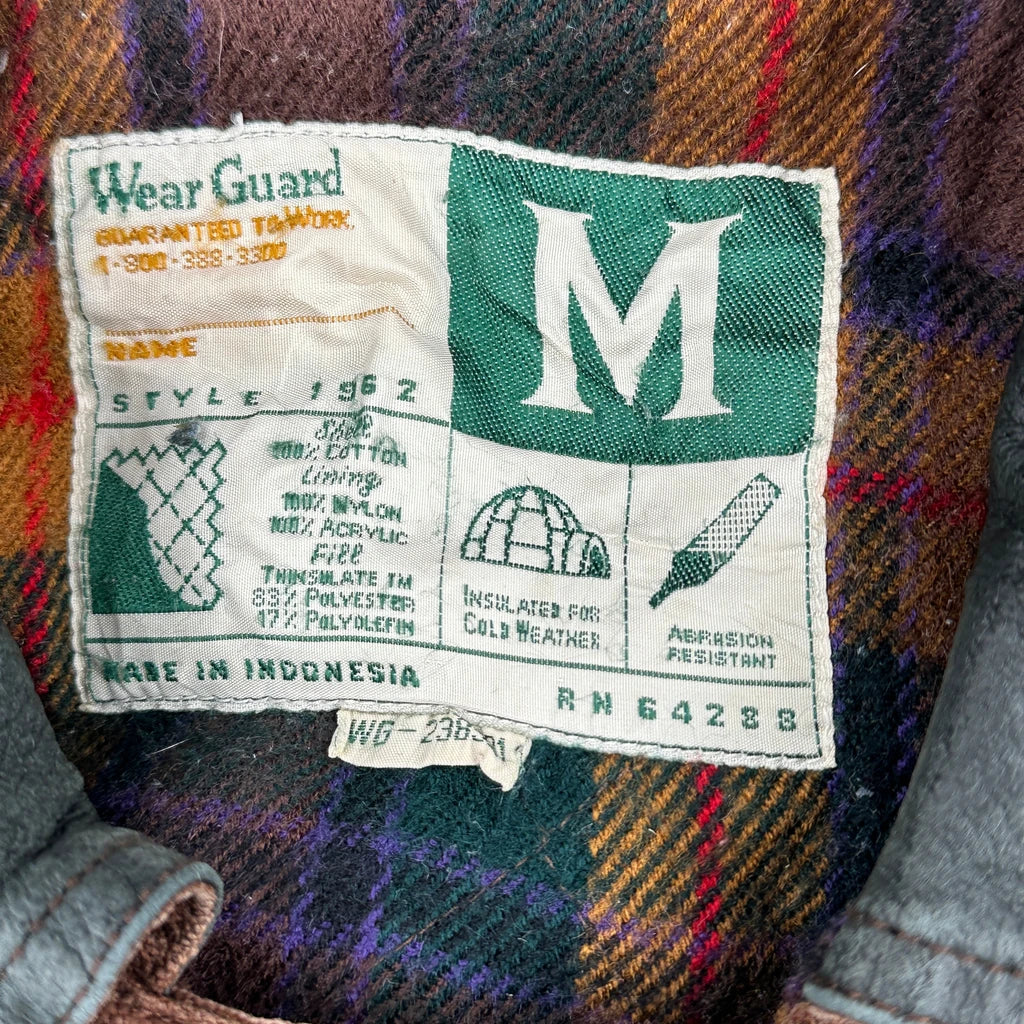 Wear Guard
GUARANTEED TO WORK.
1-800-388-3300
NAME
STYLE 1962
M
Shell
100% COTTON
Lining
100% NYLON
100% ACRYLIC
Fill
THINSULATE TM
83% POLYESTER
17% POLYOLEFIN
INSULATED FOR
COLD WEATHER
ABRASION
RESISTANT
MADE IN INDONESIA
RN 64288